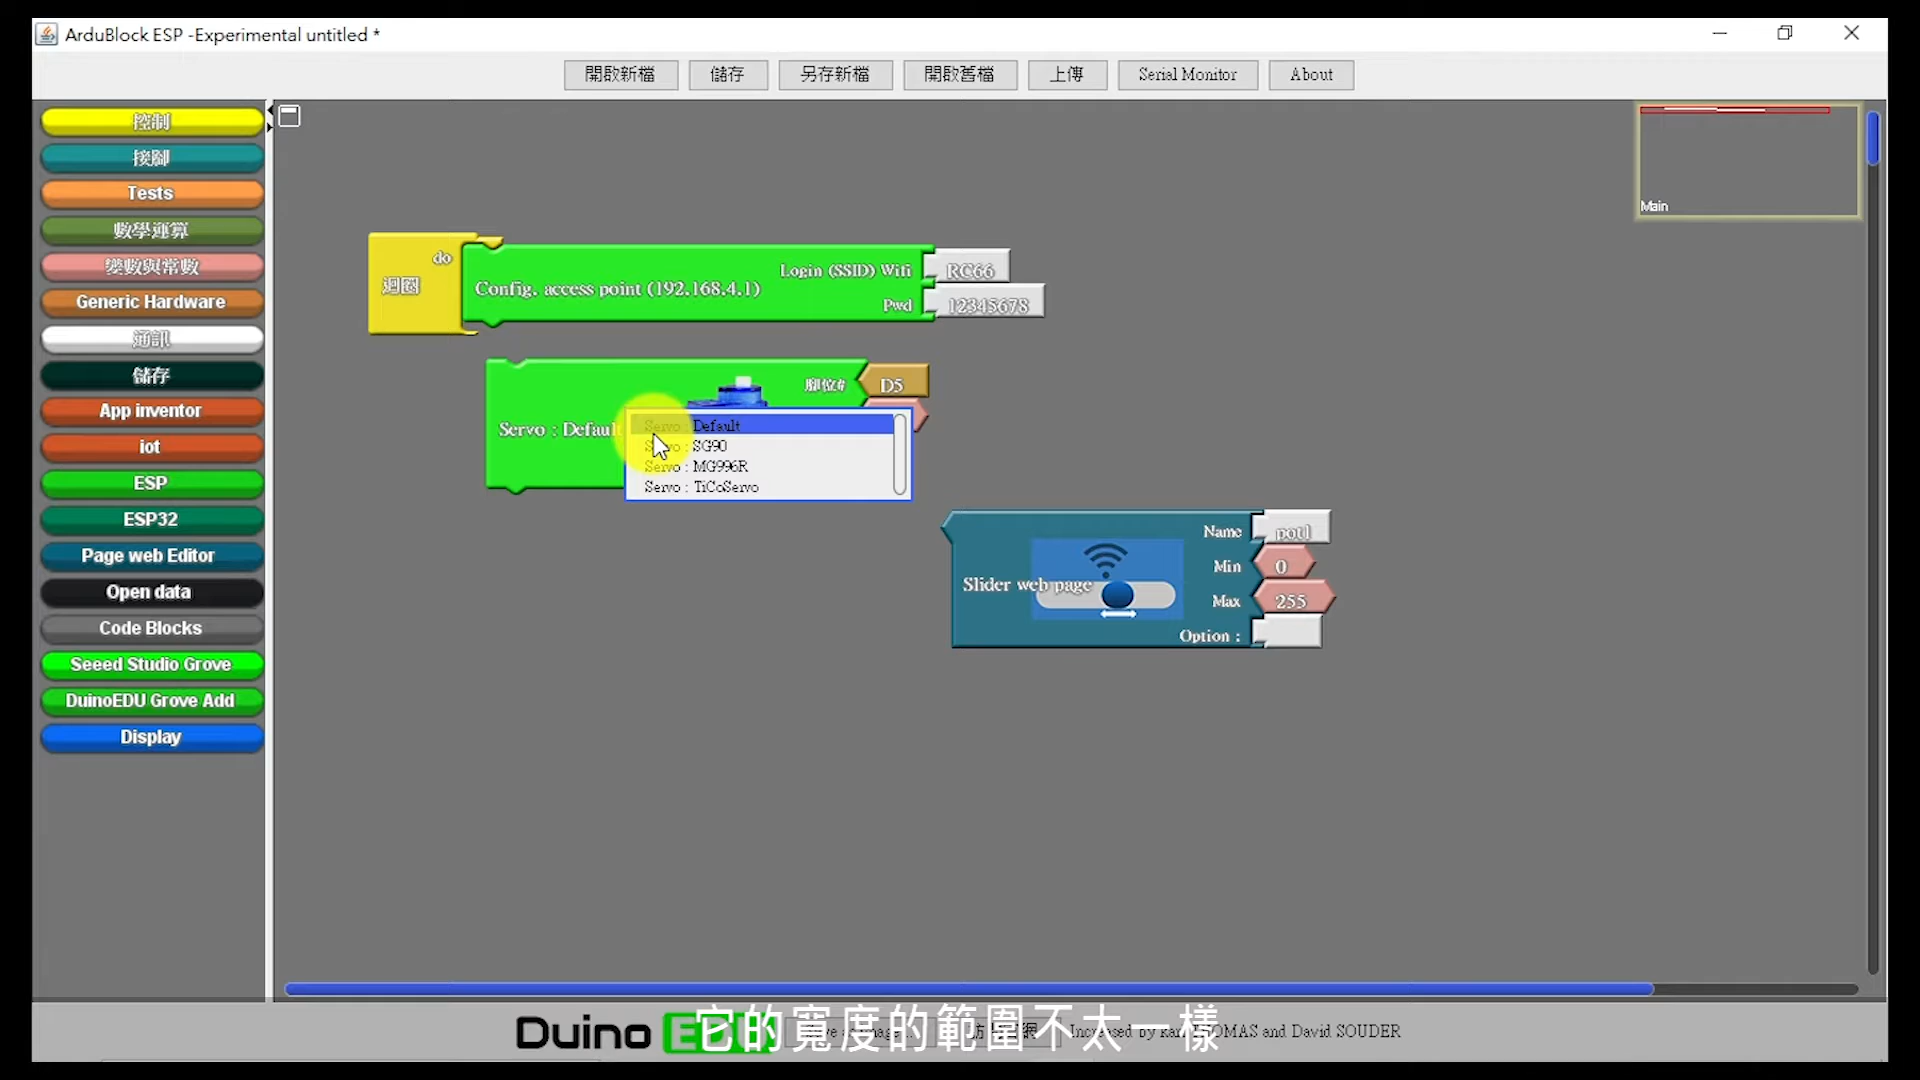 ArduBlock ESP -Experimental untitled *
開啟新檔
儲存
另存新檔
開啟舊檔
上傳
Serial Monitor
About
控制
接腳
Tests
數學運算
變數與常數
Generic Hardware
通訊
儲存
App inventor
iot
ESP
ESP32
Page web Editor
Open data
Code Blocks
Seeed Studio Grove
DuinoEDU Grove Add
Display
Main
do
迴圈
Config. access point (192.168.4.1)
Login (SSID) Wifi
RC66
Pwd
12345678
腳位#
D5
Servo : Default
Servo : Default
Servo : SG90
Servo : MG996R
Servo : TiCoServo
Slider web page
Name
pot1
Min
0
Max
255
Option :
Duino
它的寬度的範圍不太一樣
THOMAS and David SOUDER